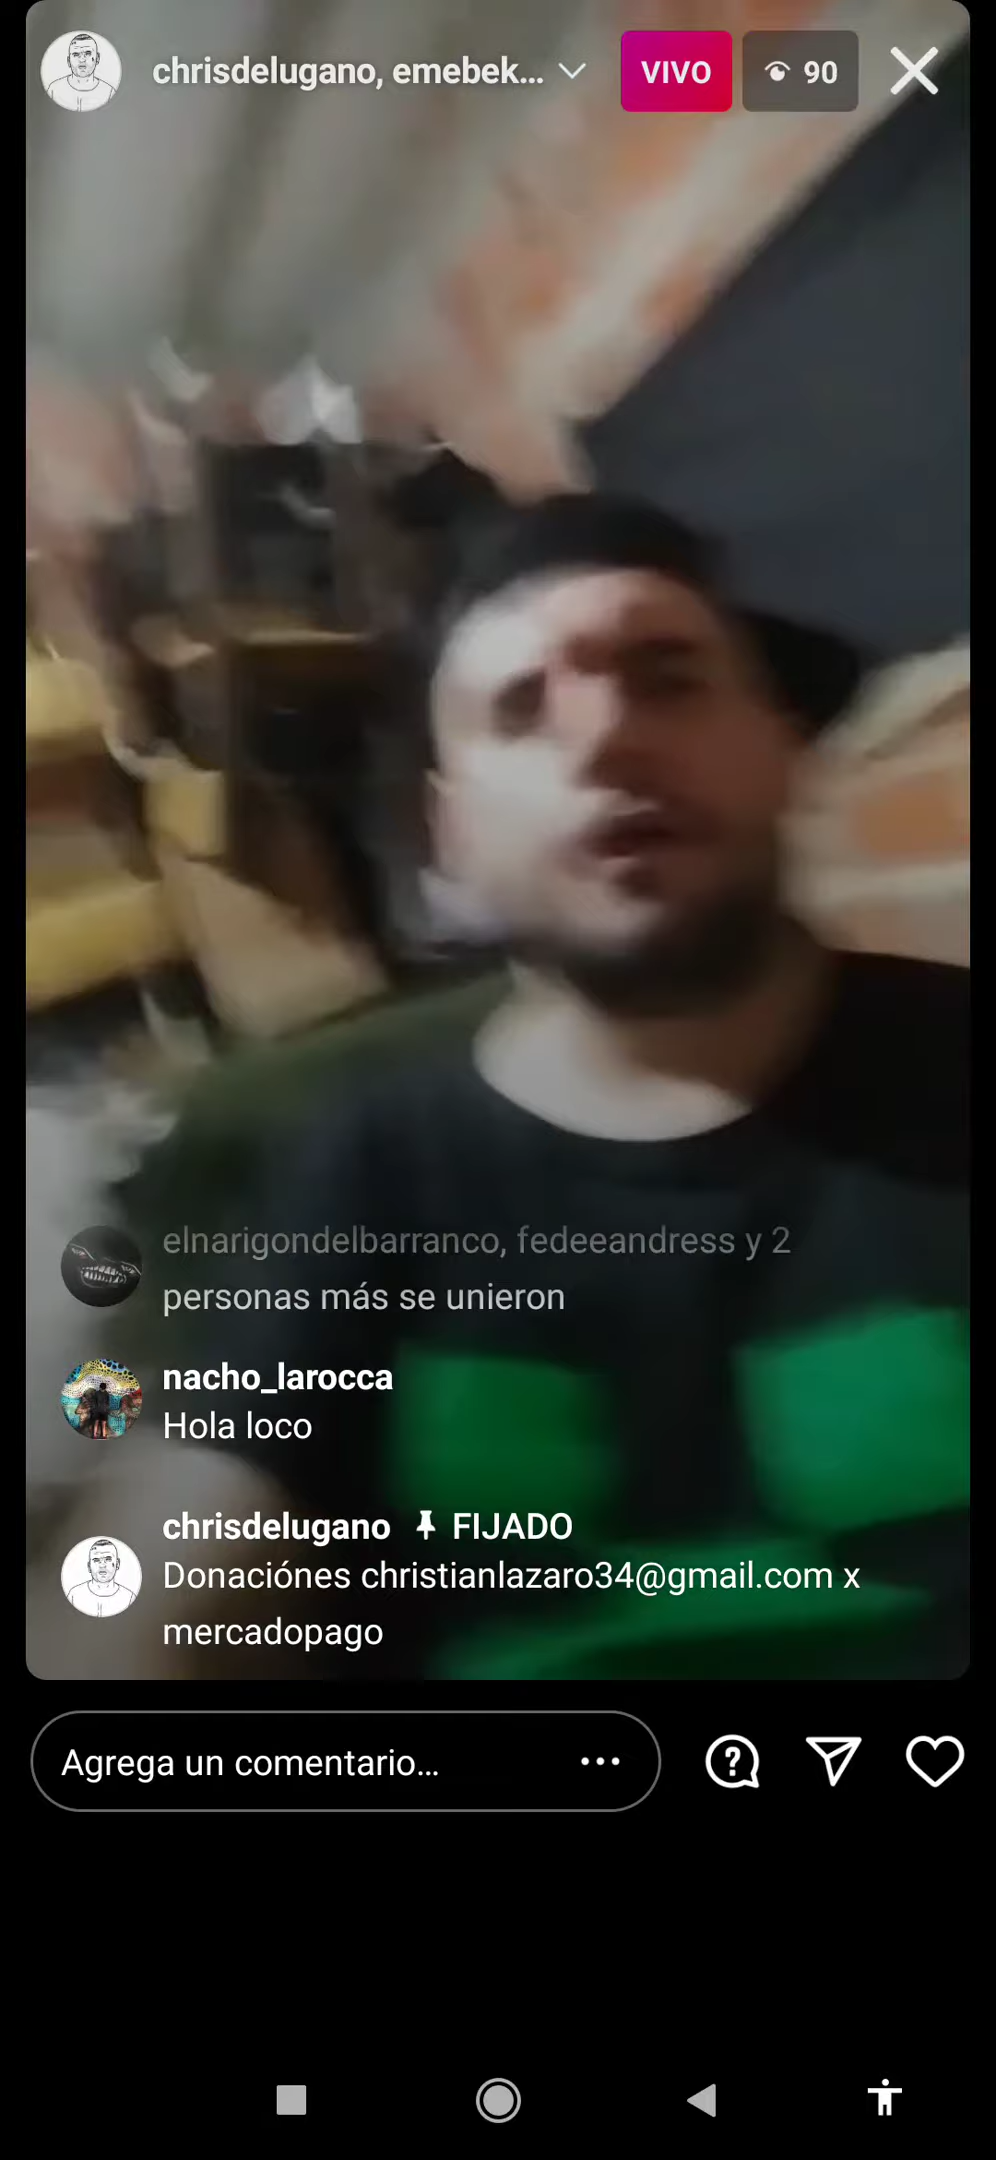 chrisdelugano, emebek...
VIVO
90
elnarigondelbarranco, fedeeandress y 2
personas más se unieron
nacho_larocca
Hola loco
chrisdelugano FIJADO
Donaciónes christianlazaro34@gmail.com x
mercadopago
Agrega un comentario...